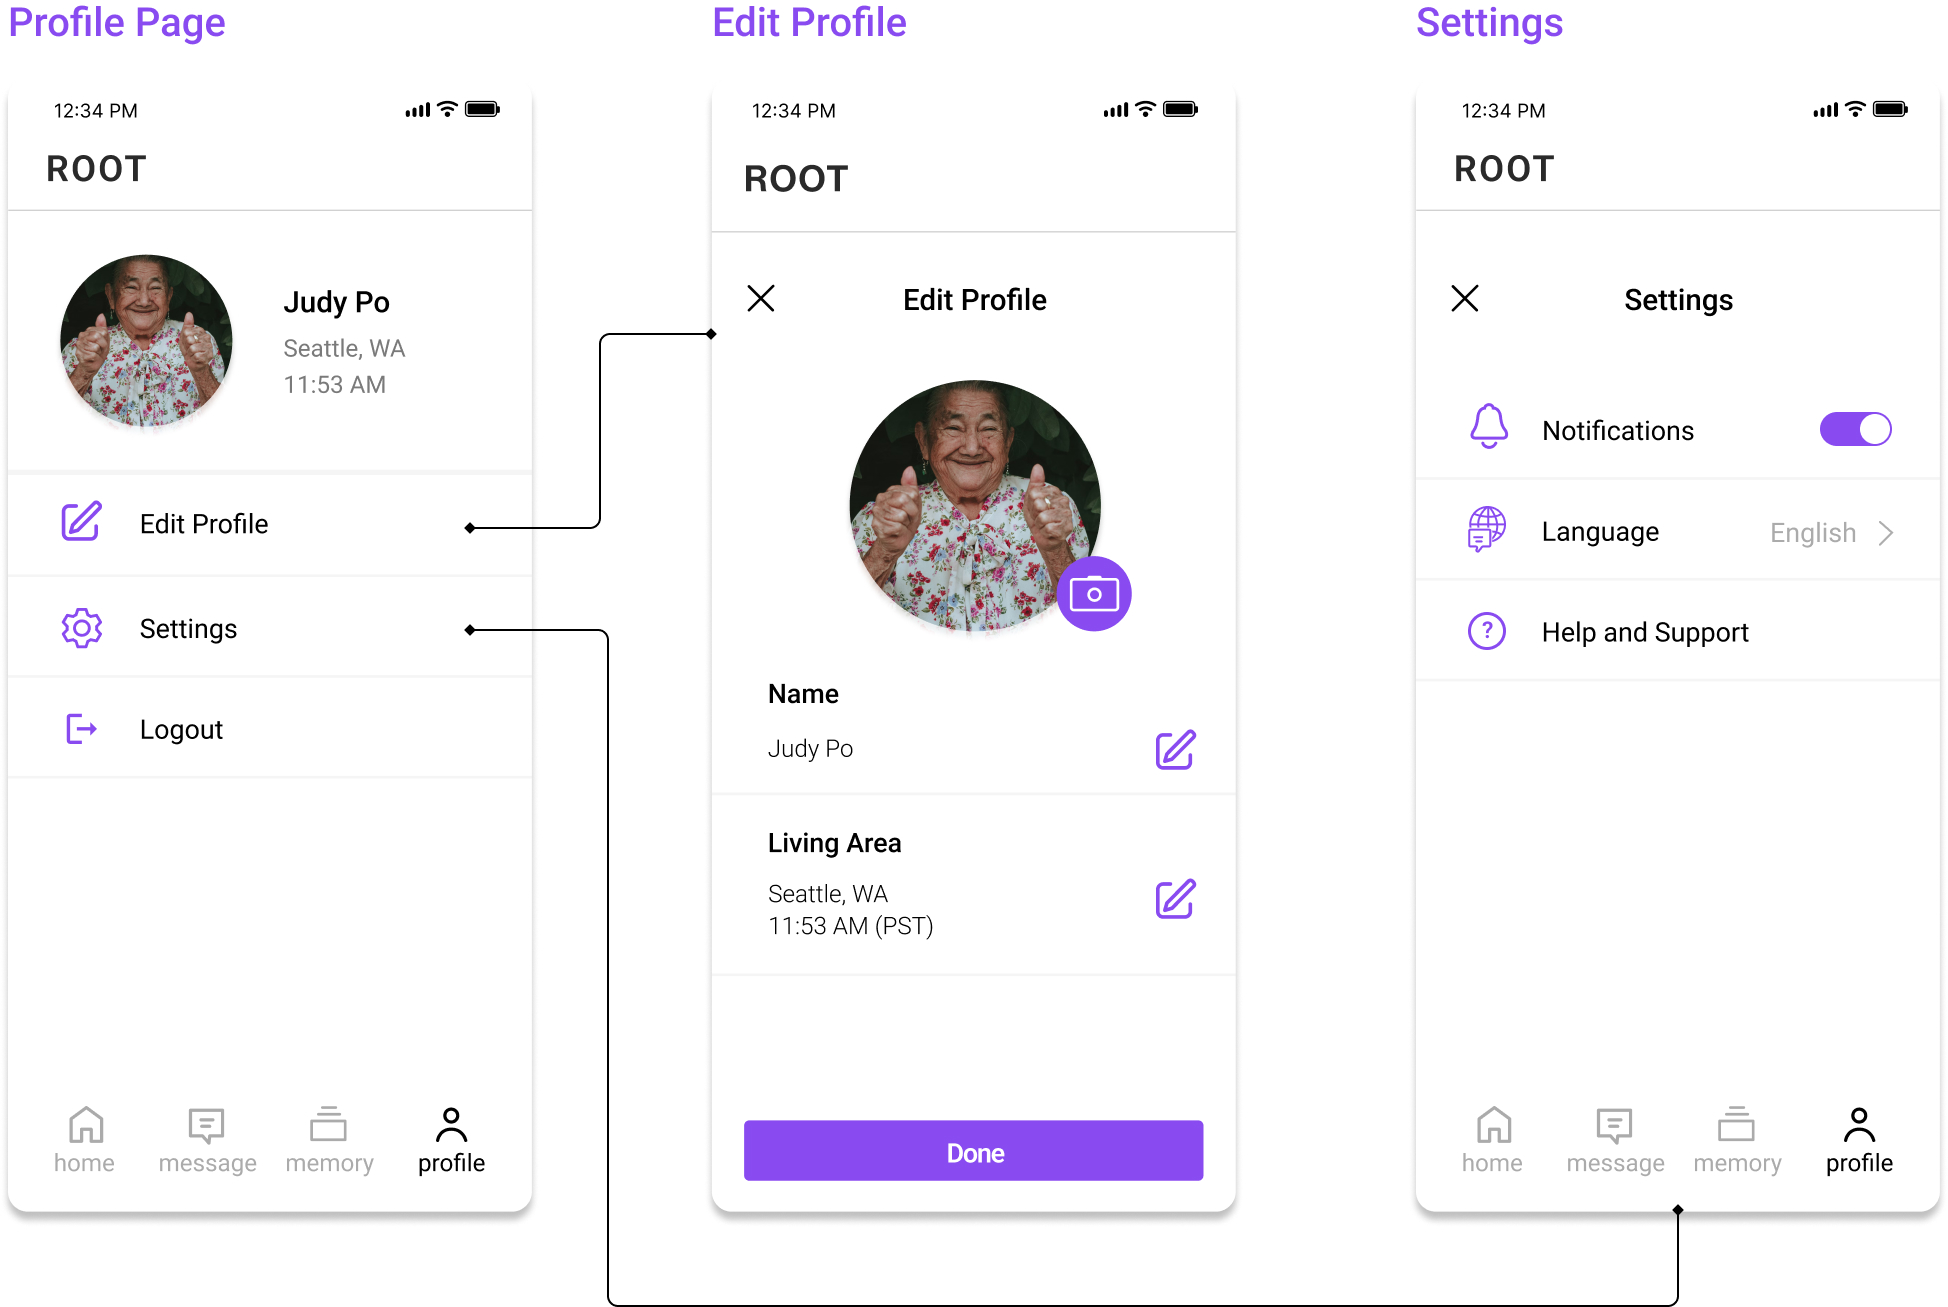 Profile Page
12:34 PM
ROOT
Judy Po
Seattle, WA
11:53 AM
Edit Profile
Settings
Logout
home
message
memory
profile
Edit Profile
12:34 PM
ROOT
Edit Profile
Name
Judy Po
Living Area
Seattle, WA
11:53 AM (PST)
Done
Settings
12:34 PM
ROOT
Settings
Notifications
Language English
? Help and Support
home
message
memory
profile